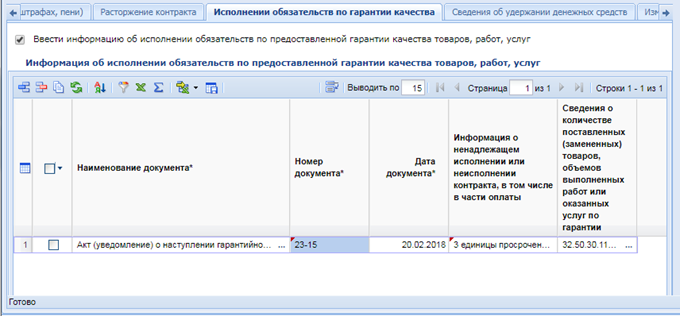 штрафах, пени) Расторжение контракта Исполнении обязательств по гарантии качества Сведения об удержании денежных средств Изм
Ввести информацию об исполнении обязательств по предоставленной гарантии качества товаров, работ, услуг
Информация об исполнении обязательств по предоставленной гарантии качества товаров, работ, услуг
Выводить по 15 Страница 1 из 1 Строки 1 - 1 из 1
Наименование документа*
Номер
документа*
Дата
документа*
Информация о
ненадлежащем
исполнении или
неисполнении
контракта, в том числе
в части оплаты
Сведения о
количестве
поставленных
(замененных)
товаров,
объемов
выполненных
работ или
оказанных
услуг по
гарантии
1 Акт (уведомление) о наступлении гарантийно... ... 23-15 20.02.2016 3 единицы просрочен... 32.50.30.11... ...
Готово